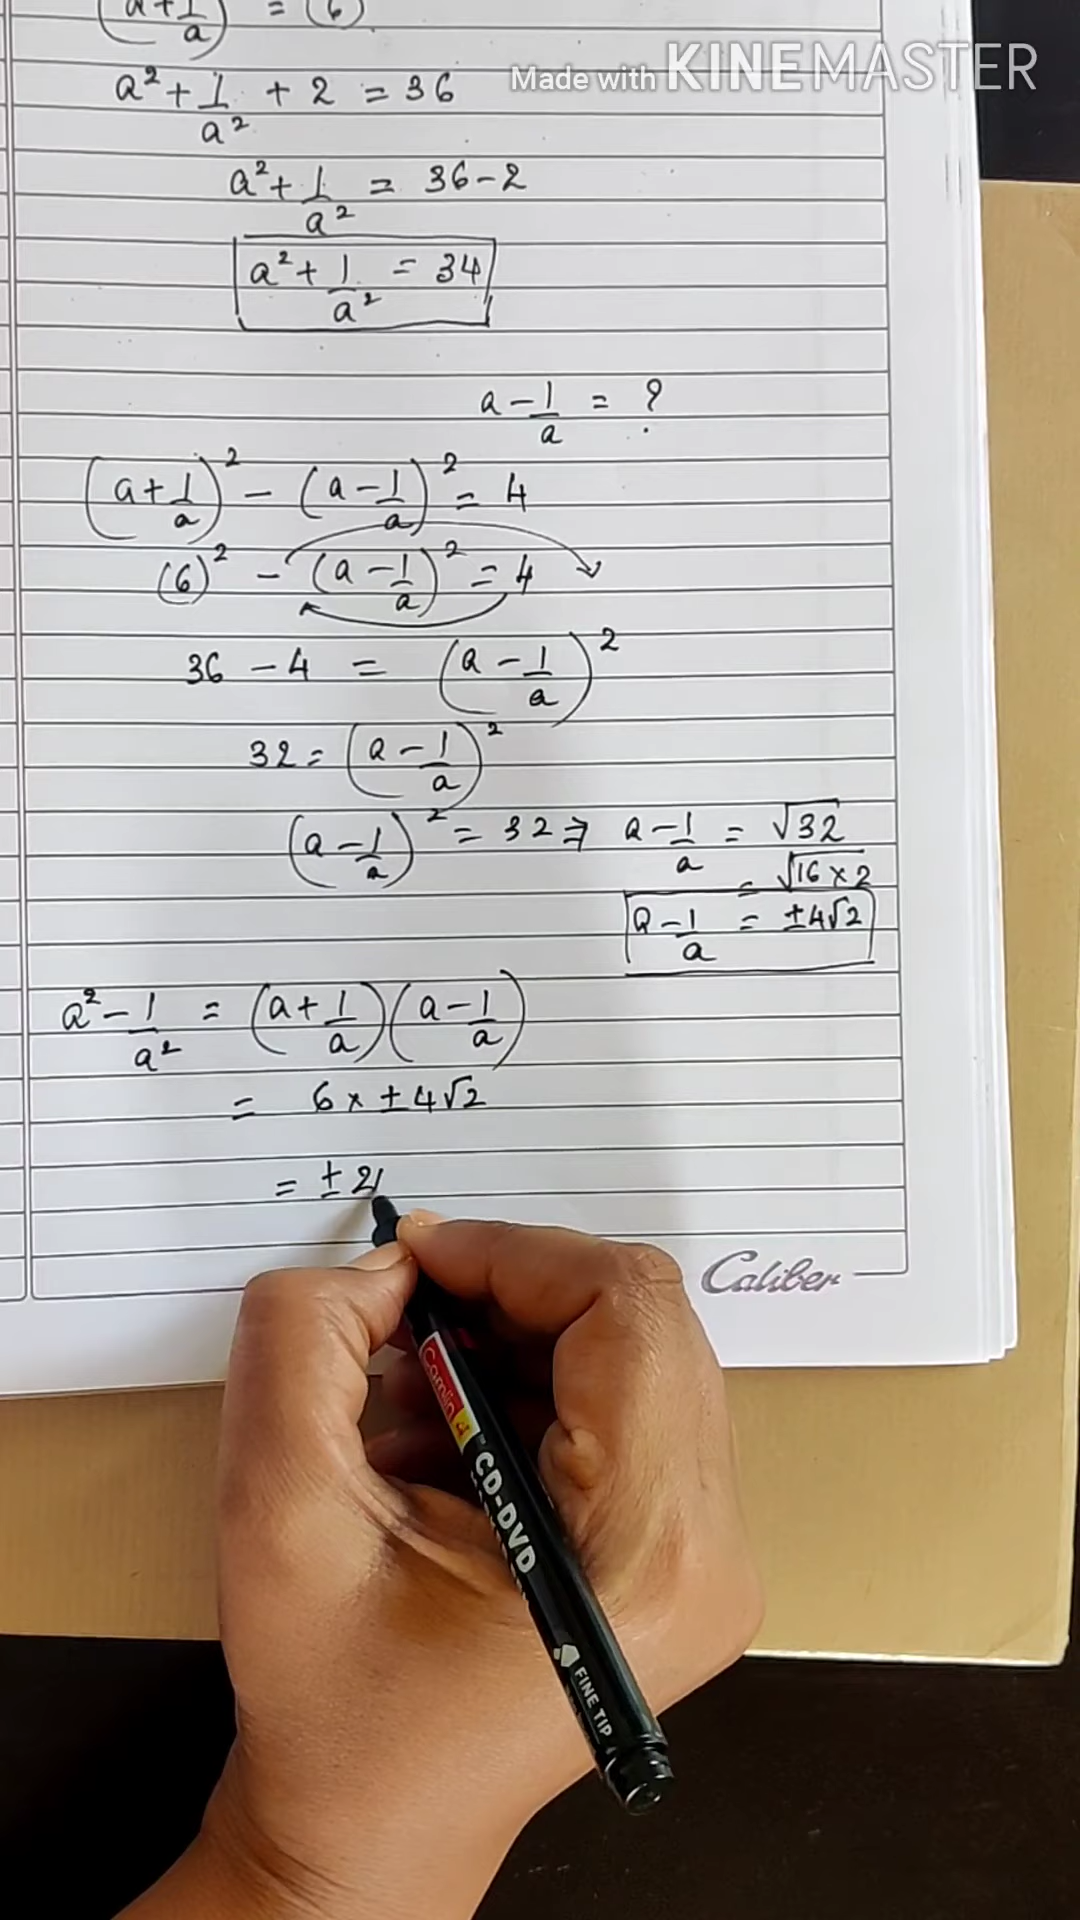 (a+1/a) = (6)
Made with KINEMASTER
a² + 1/a² + 2 = 36
a² + 1/a² = 36 - 2
a² + 1/a² = 34
a - 1/a = ?
(a + 1/a)² - (a - 1/a)² = 4
(6)² - (a - 1/a)² = 4
36 - 4 = (a - 1/a)²
32 = (a - 1/a)²
(a - 1/a)² = 32 ⇒ a - 1/a = √32
= √16 × 2
a - 1/a = ±4√2
a² - 1/a² = (a + 1/a)(a - 1/a)
= 6 × ±4√2
= ± 2
Caliber
Camlin
CD-DVD
FINE TIP